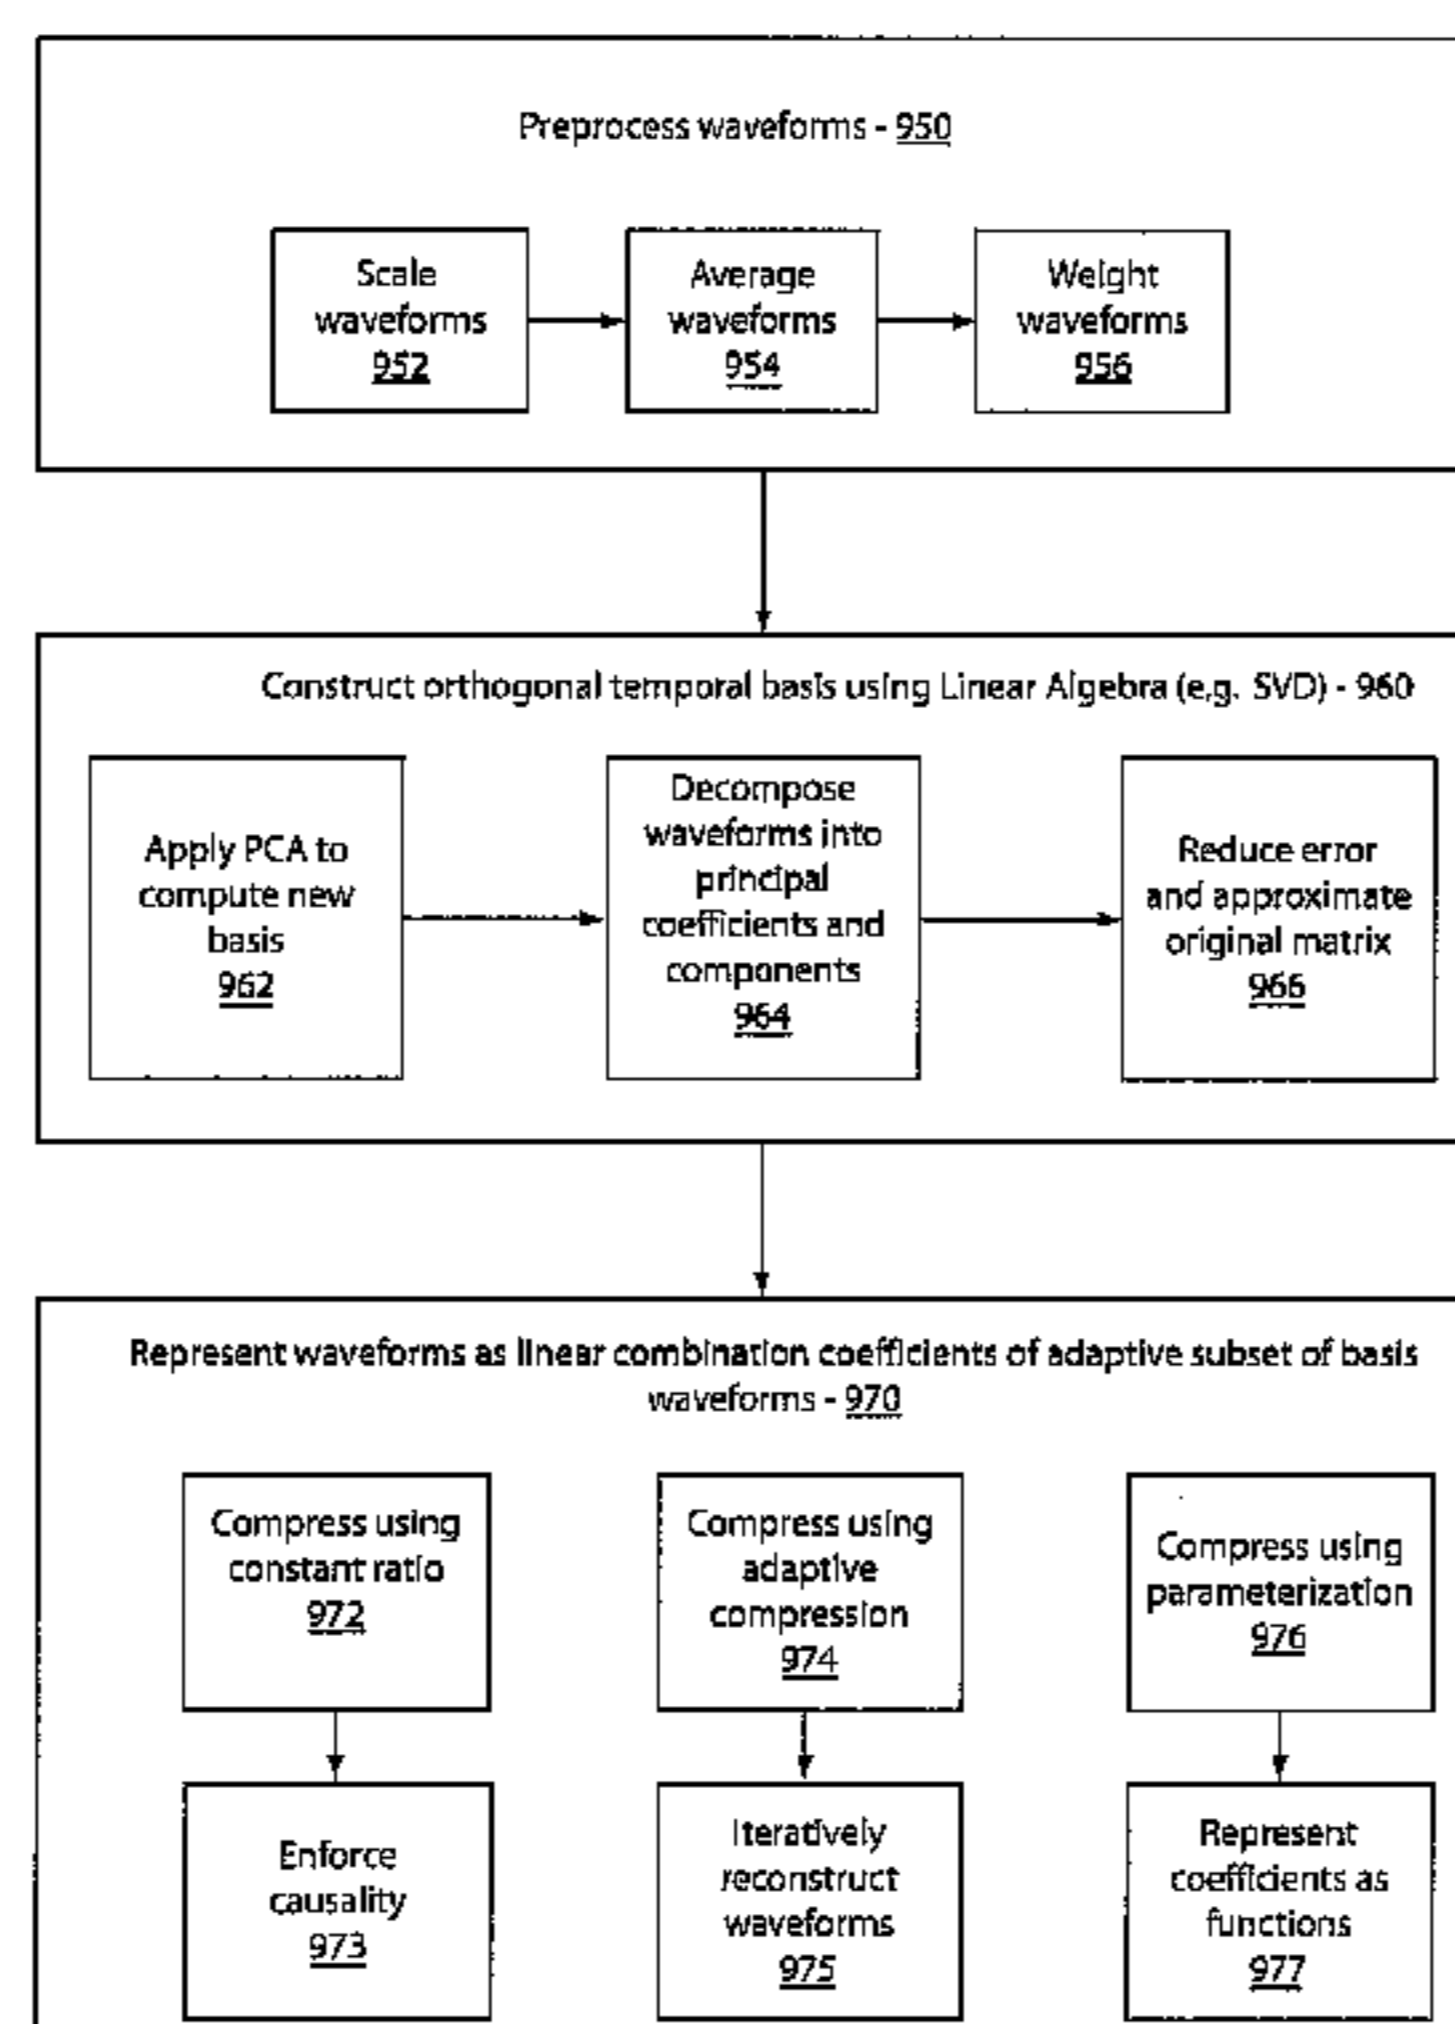 Preprocess waveforms - 950
Scale
waveforms
952
Average
waveforms
954
Weight
waveforms
956
Construct orthogonal temporal basis using Linear Algebra (e.g. SVD) - 960
Apply PCA to
compute new
basis
962
Decompose
waveforms into
principal
coefficients and
components
964
Reduce error
and approximate
original matrix
966
Represent waveforms as linear combination coefficients of adaptive subset of basis
waveforms - 970
Compress using
constant ratio
972
Compress using
adaptive
compression
974
Compress using
parameterization
976
Enforce
causality
973
Iteratively
reconstruct
waveforms
975
Represent
coefficients as
functions
977